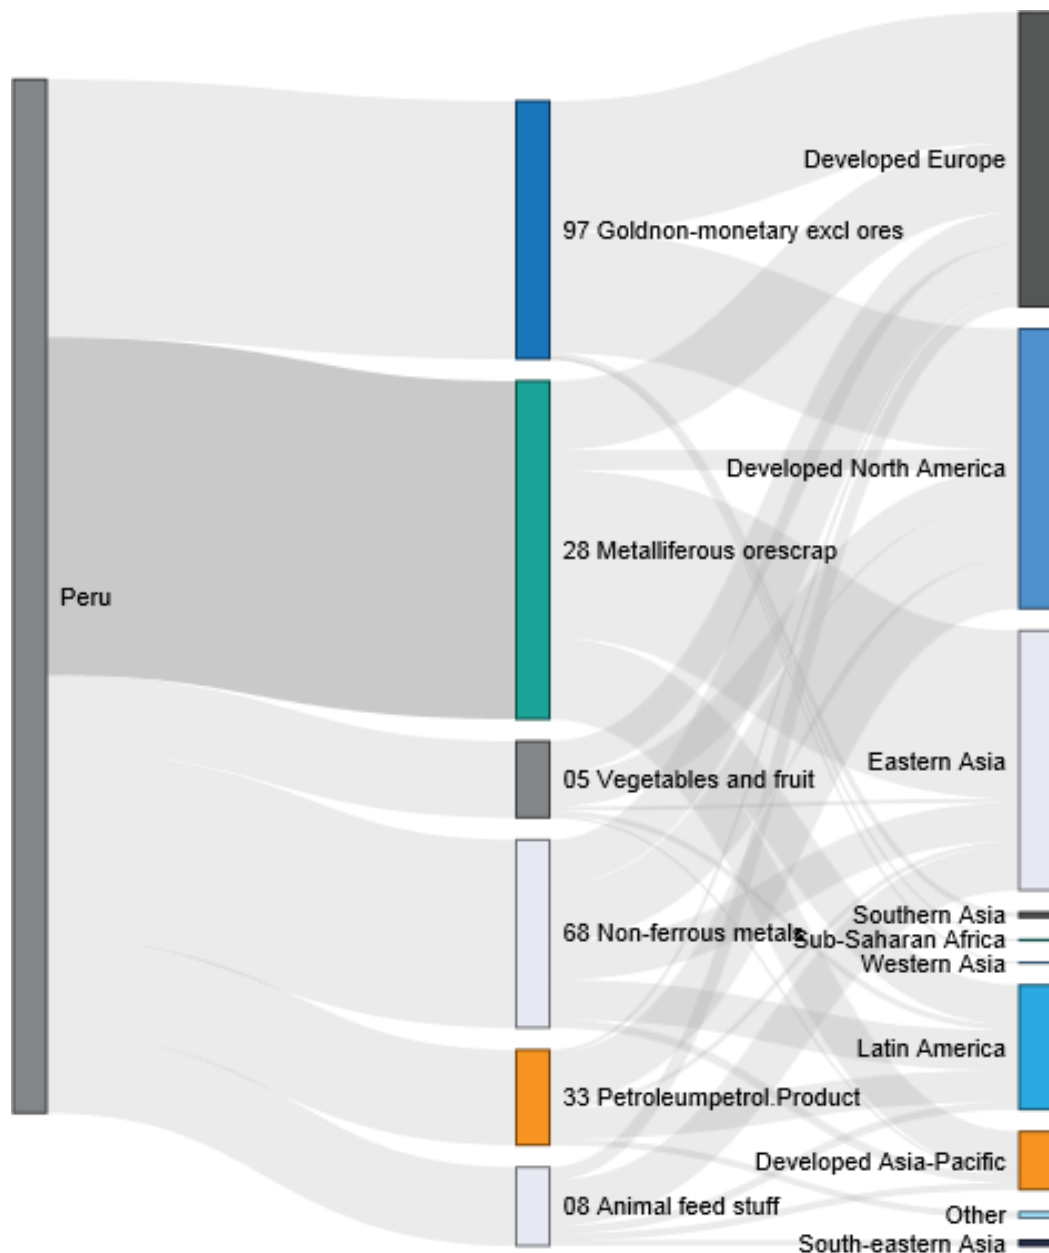 Developed Europe
97 Goldnon-monetary excl ores
Developed North America
28 Metalliferous orescrap
Peru
Eastern Asia
05 Vegetables and fruit
Southern Asia
68 Non-ferrous metals
Sub-Saharan Africa
Western Asia
Latin America
33 Petroleumpetrol.Product
Developed Asia-Pacific
08 Animal feed stuff
Other
South-eastern Asia